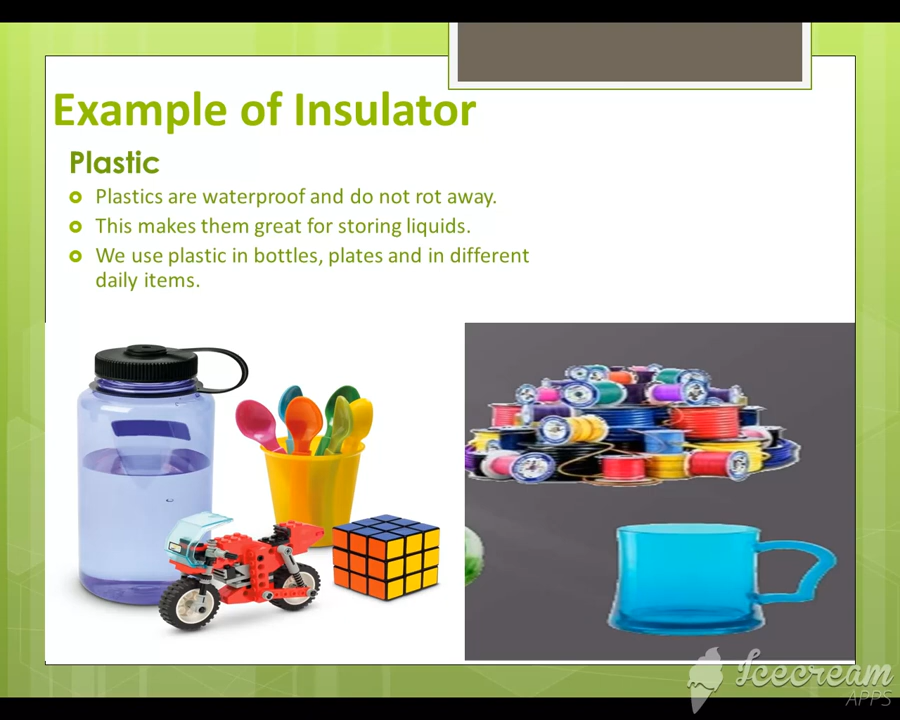 Example of Insulator
Plastic
Plastics are waterproof and do not rot away.
This makes them great for storing liquids.
We use plastic in bottles, plates and in different
daily items.
Icecream
APPS